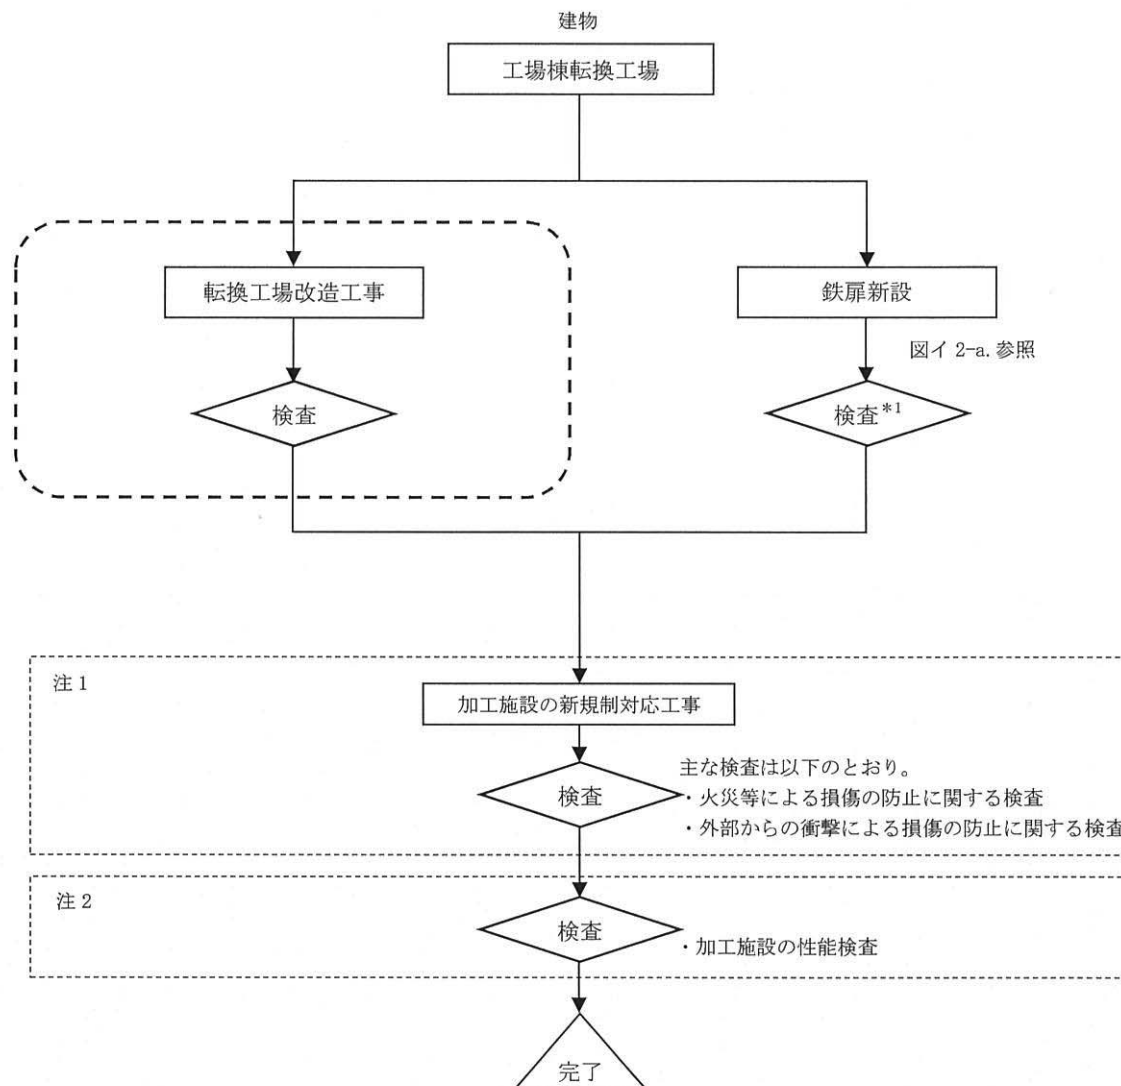 建物
工場棟転換工場
転換工場改造工事
鉄扉新設
図イ 2-a. 参照
検査
検査*1
注 1
加工施設の新規制対応工事
検査
主な検査は以下のとおり。
・火災等による損傷の防止に関する検査
・外部からの衝撃による損傷の防止に関する検査
注 2
検査
・加工施設の性能検査
完了